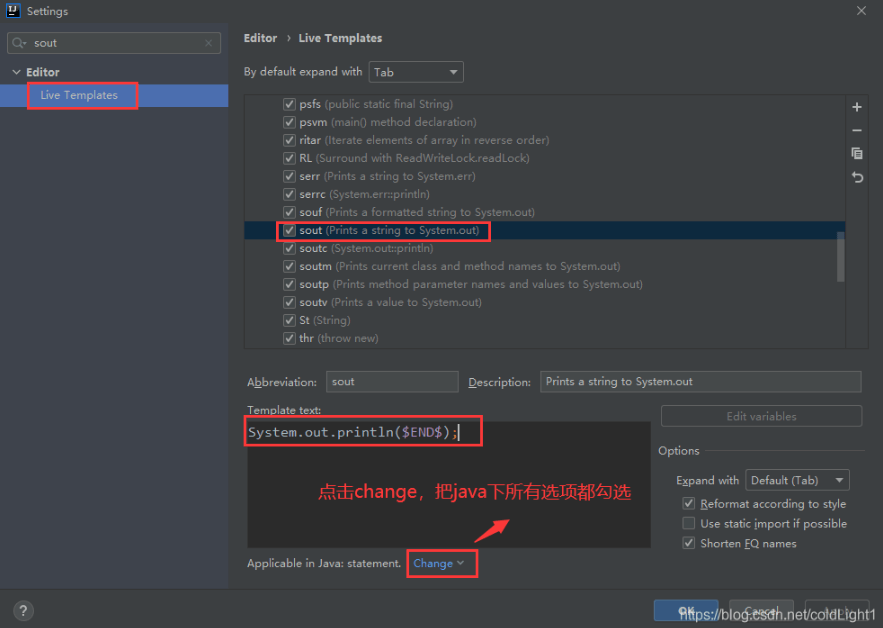 Settings
sout
Editor
Live Templates
Editor › Live Templates
By default expand with Tab
psfs (public static final String)
psvm (main() method declaration)
ritar (Iterate elements of array in reverse order)
RL (Surround with ReadWriteLock.readLock)
serr (Prints a string to System.err)
serrc (System.err::println)
souf (Prints a formatted string to System.out)
sout (Prints a string to System.out)
soutc (System.out::println)
soutm (Prints current class and method names to System.out)
soutp (Prints method parameter names and values to System.out)
soutv (Prints a value to System.out)
St (String)
thr (throw new)
Abbreviation: sout Description: Prints a string to System.out
Template text:
System.out.println($END$);
点击change，把java下所有选项都勾选
Applicable in Java: statement. Change
Edit variables
Options
Expand with Default (Tab)
Reformat according to style
Use static import if possible
Shorten FQ names
?
OK Cancel Apply
https://blog.csdn.net/coldLight1